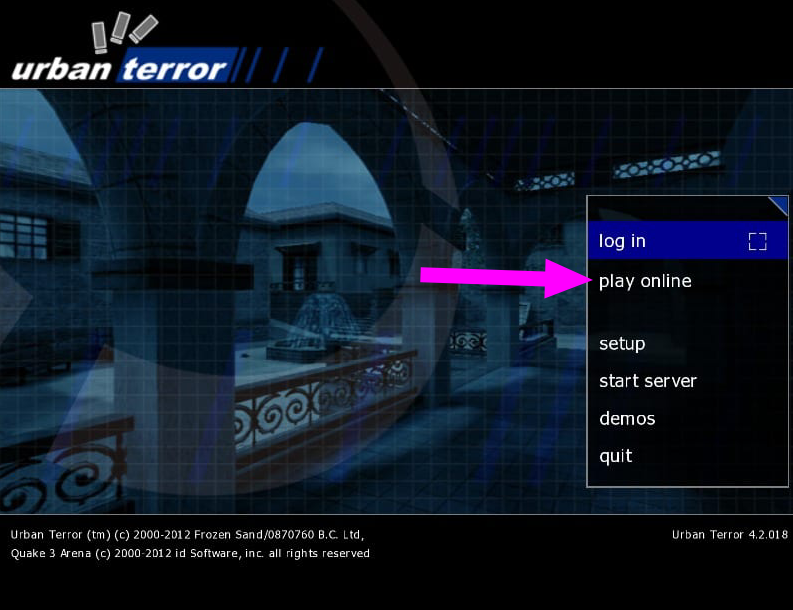 urban terror
log in
play online
setup
start server
demos
quit
Urban Terror (tm) (c) 2000-2012 Frozen Sand/0870760 B.C. Ltd,
Urban Terror 4.2.018
Quake 3 Arena (c) 2000-2012 id Software, inc. all rights reserved